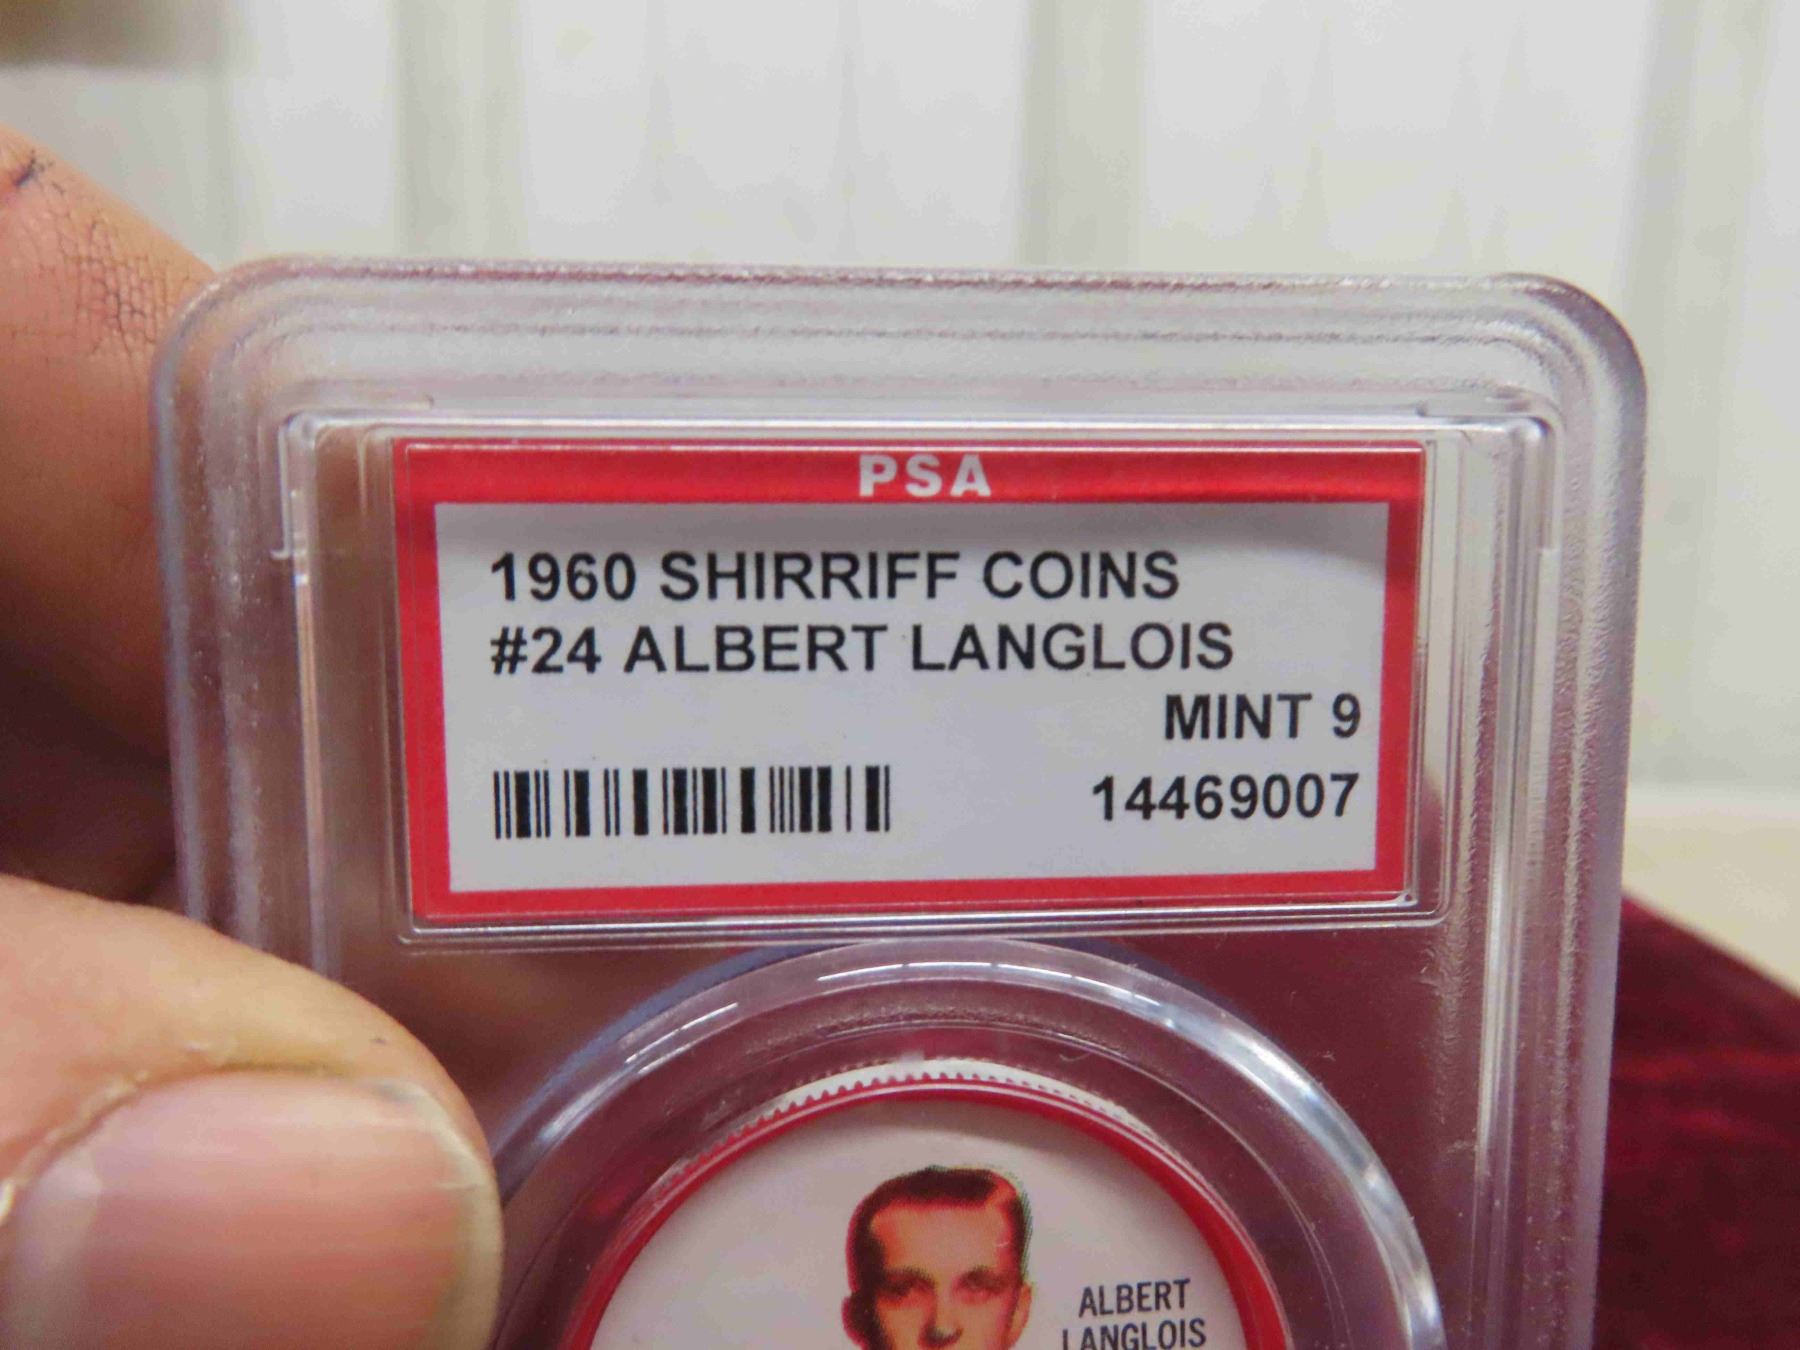 PSA
1960 SHIRRIFF COINS
#24 ALBERT LANGLOIS
MINT 9
14469007
ALBERT
LANGLOIS